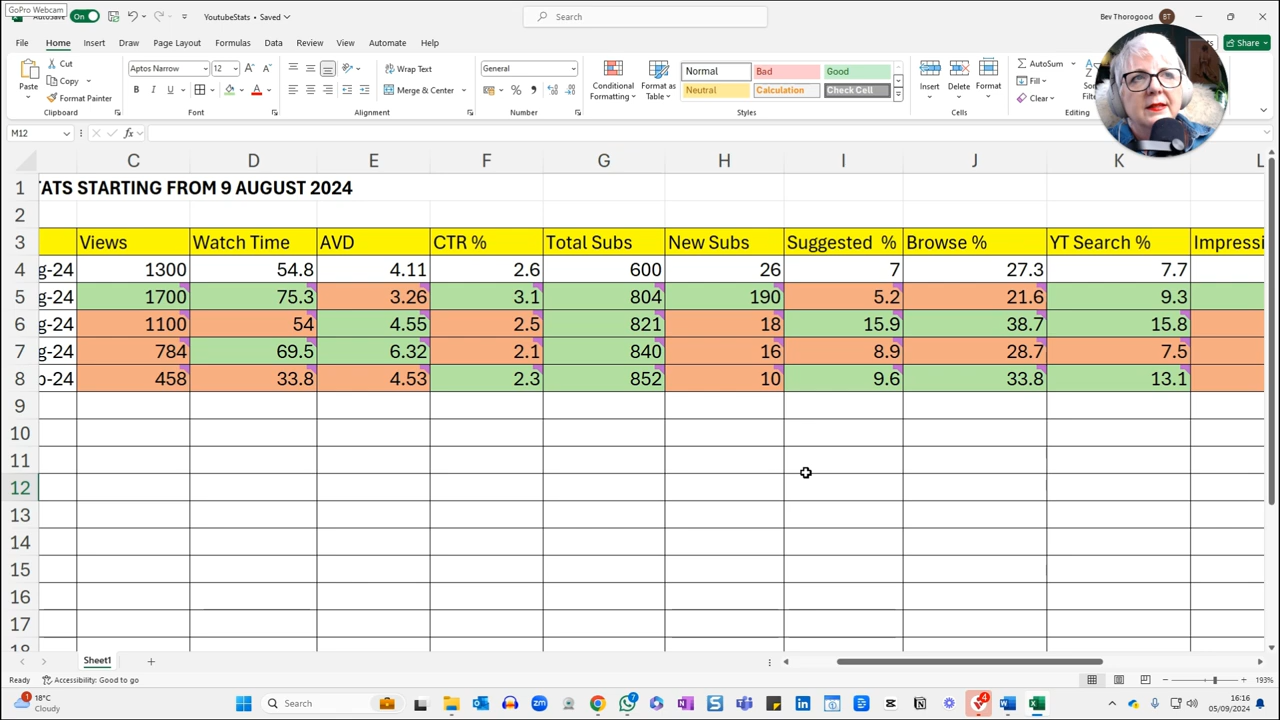 GoPro Webcam
AutoSave On YoutubeStats • Saved Search Bev Thorogood BT
File Home Insert Draw Page Layout Formulas Data Review View Automate Help Share
Paste Cut Copy Format Painter
Clipboard
Aptos Narrow 12 B I U
Font
Wrap Text Merge & Center
Alignment
General
Number
Conditional Formatting Format as Table
Normal Bad Good
Neutral Calculation Check Cell
Styles
Insert Delete Format
Cells
AutoSum Fill Clear
Editing
M12 fx
C D E F G H I J K L
1 TATS STARTING FROM 9 AUGUST 2024
2
3 Views Watch Time AVD CTR % Total Subs New Subs Suggested % Browse % YT Search % Impressi
4 g-24 1300 54.8 4.11 2.6 600 26 7 27.3 7.7
5 g-24 1700 75.3 3.26 3.1 804 190 5.2 21.6 9.3
6 g-24 1100 54 4.55 2.5 821 18 15.9 38.7 15.8
7 g-24 784 69.5 6.32 2.1 840 16 8.9 28.7 7.5
8 p-24 458 33.8 4.53 2.3 852 10 9.6 33.8 13.1
9
10
11
12
13
14
15
16
17
18
Sheet1
Ready Accessibility: Good to go 193%
1 18°C Search 7 4 16:16
Cloudy 05/09/2024